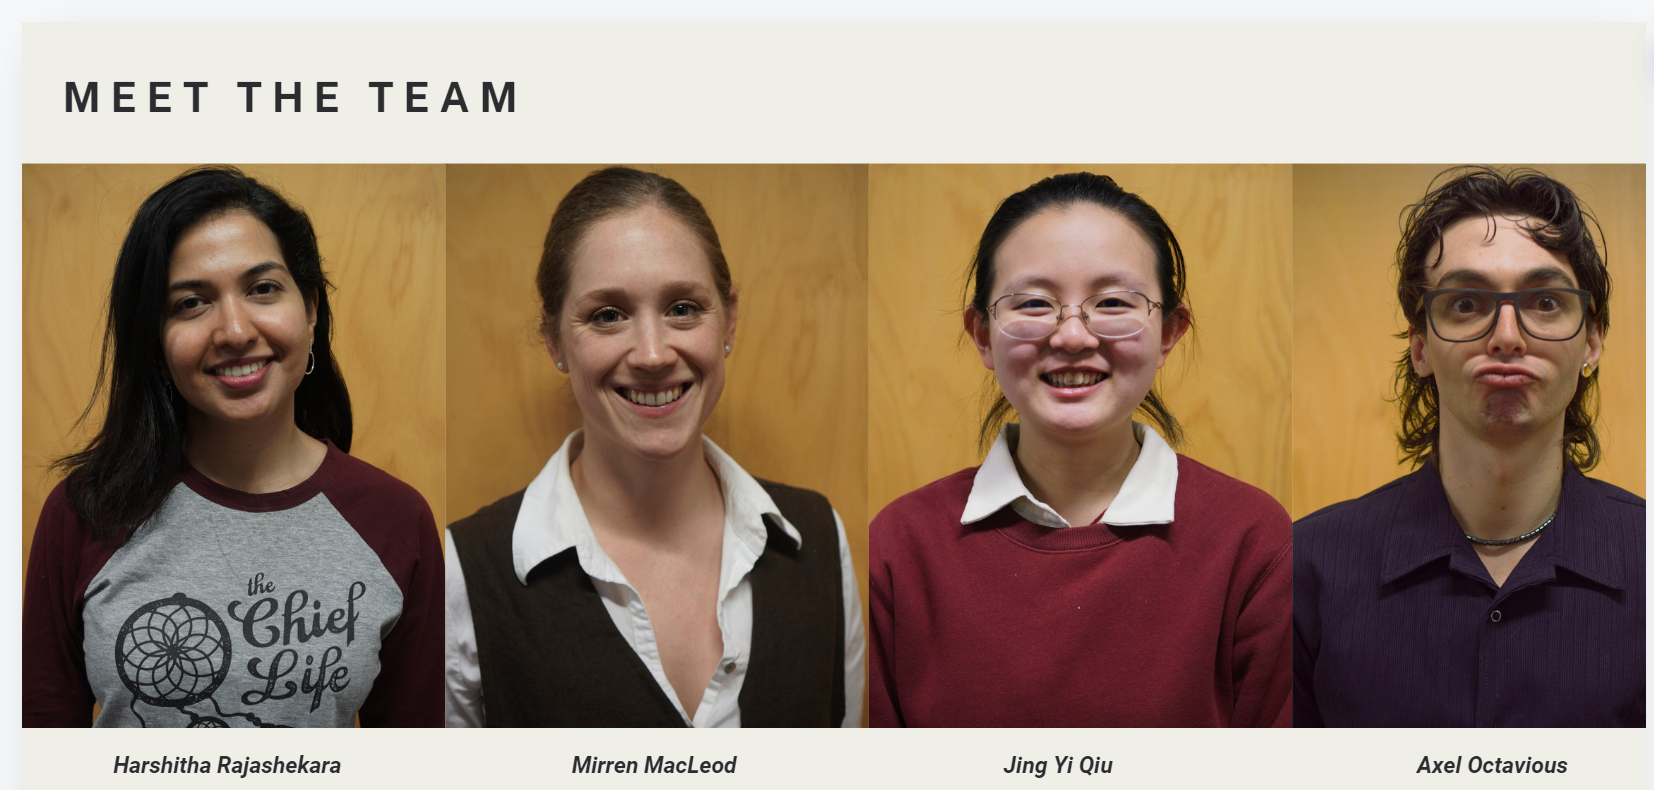 MEET THE TEAM
the
Chief
Life
Harshitha Rajashekara
Mirren MacLeod
Jing Yi Qiu
Axel Octavious